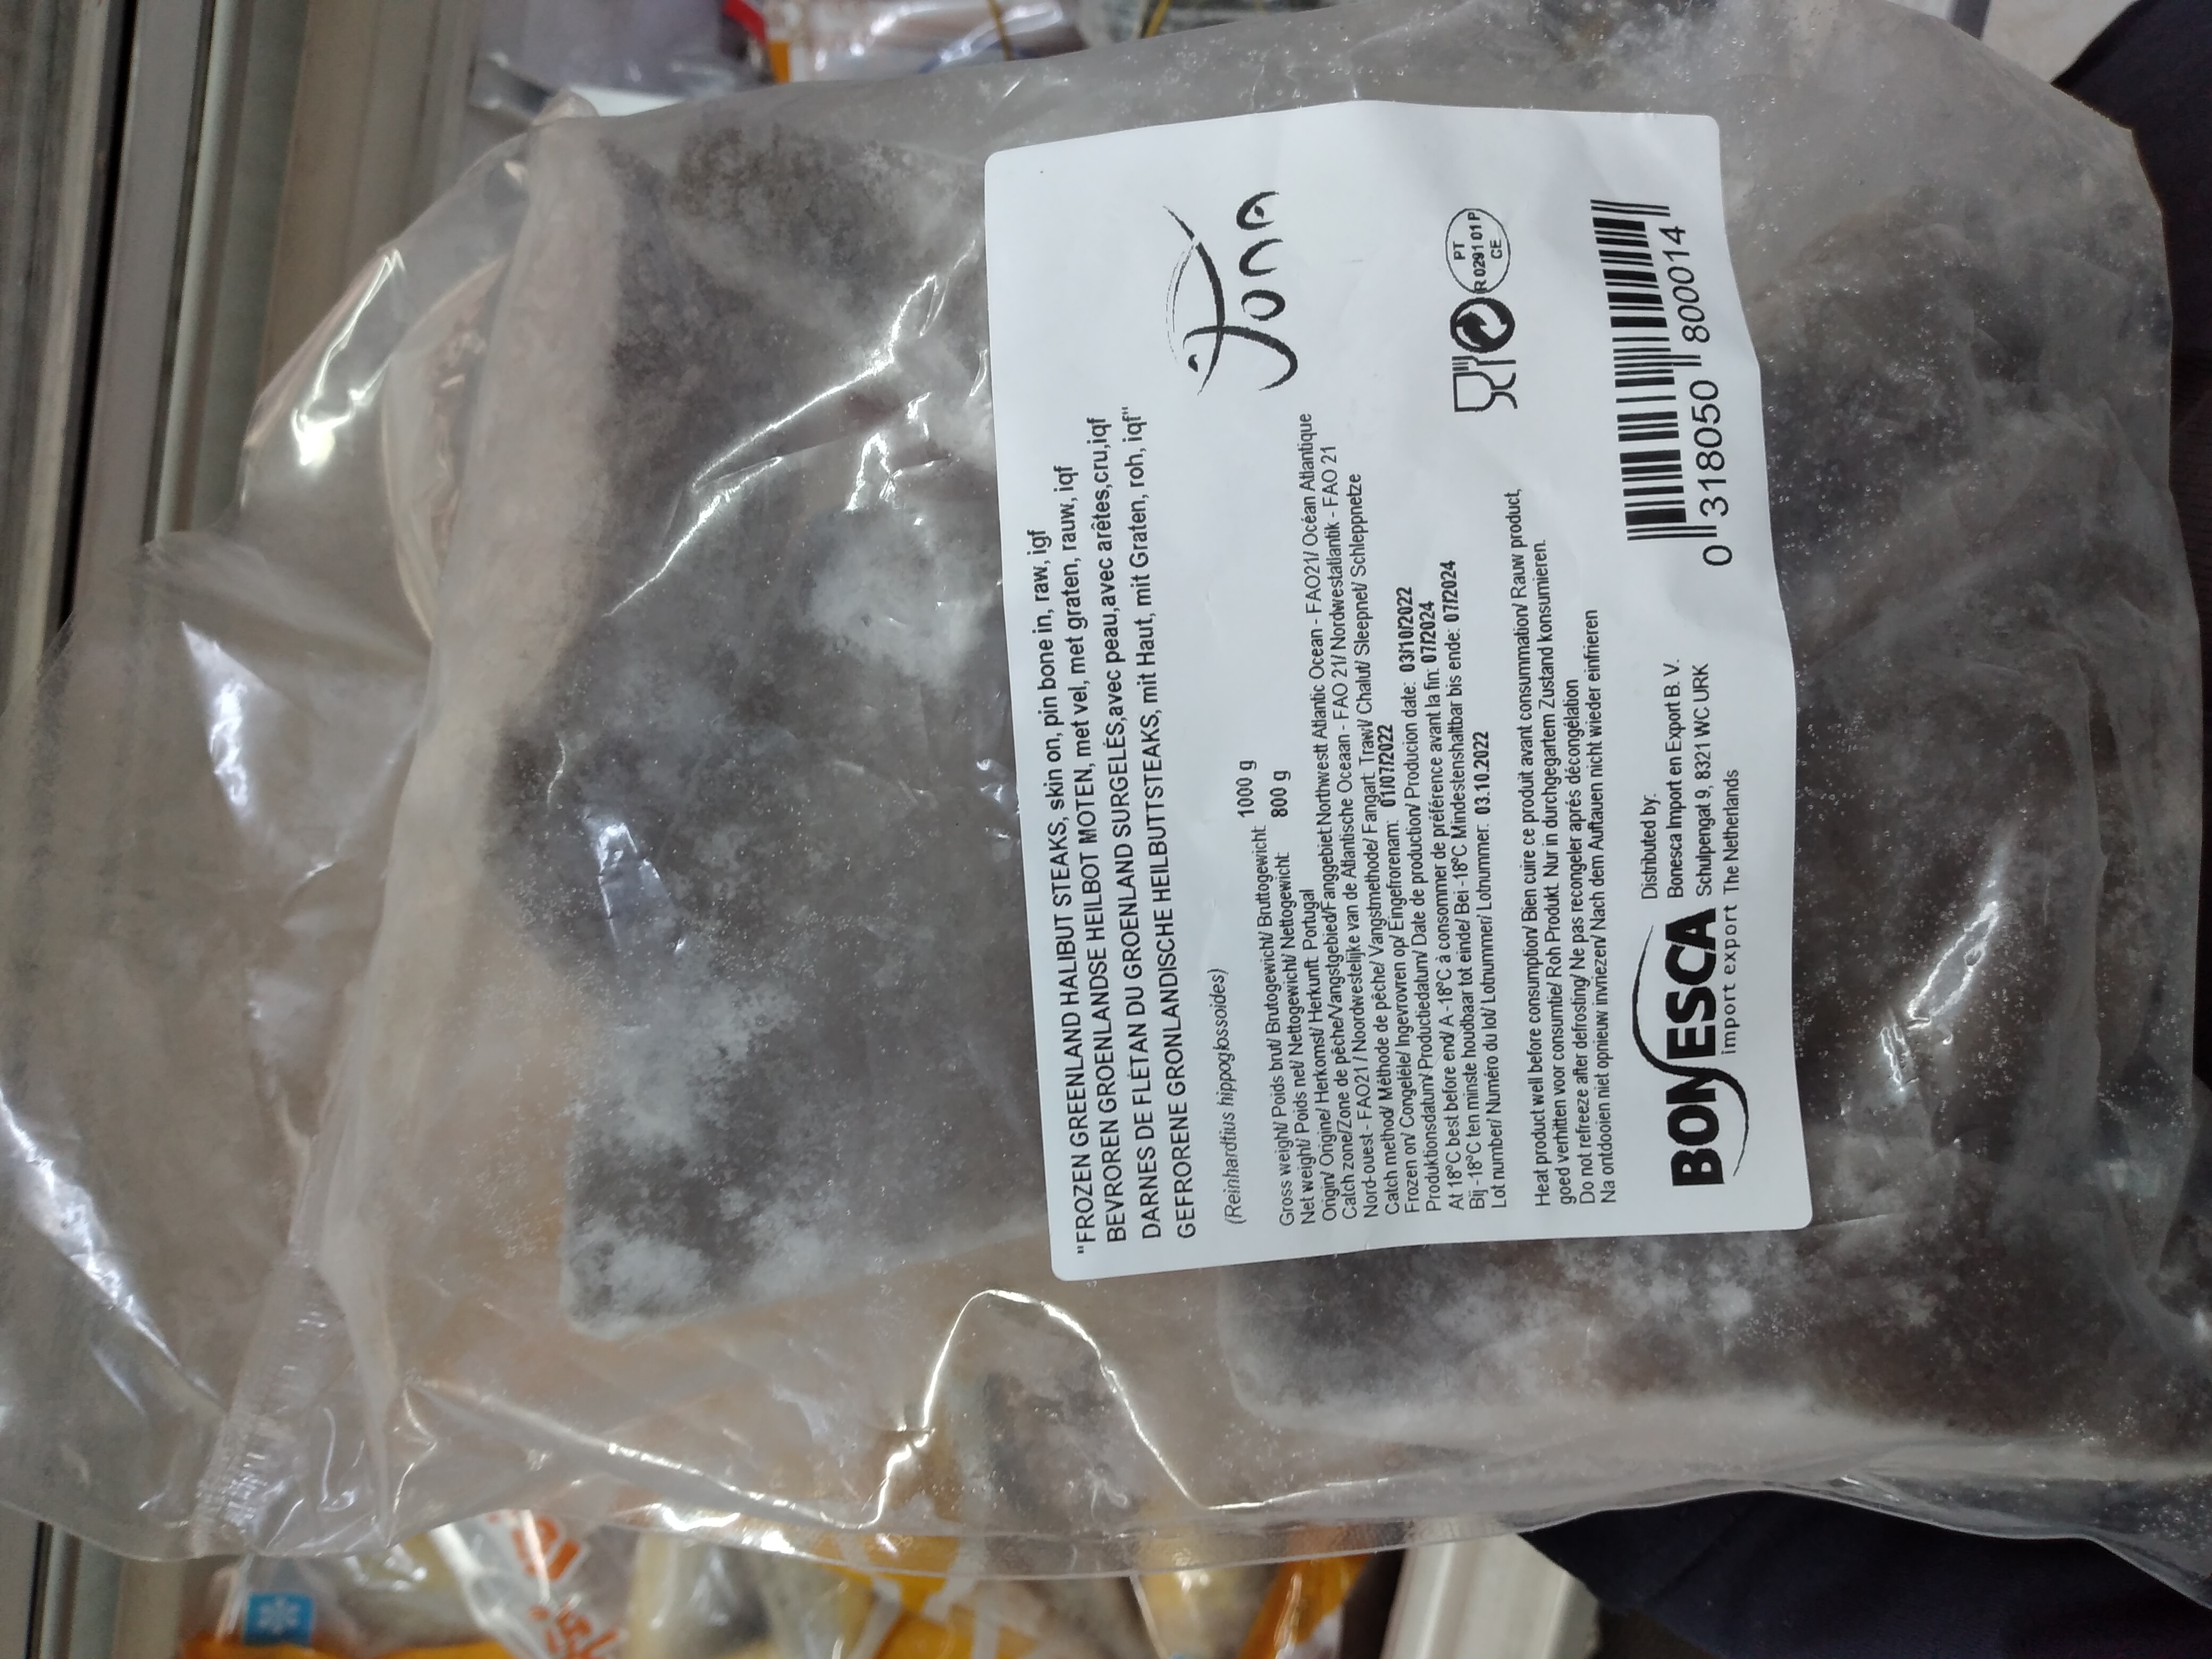 "FROZEN GREENLAND HALIBUT STEAKS, skin on, pin bone in, raw, igf
BEVROREN GROENLANDSE HEILBOT MOTEN, met vel, met graten, rauw, iqf
DARNES DE FLÈTAN DU GROENLAND SURGELÉS,avec peau,avec arêtes,cru,iqf
GEFRORENE GRONLANDISCHE HEILBUTTSTEAKS, mit Haut, mit Graten, roh, iqf"
(Reinhardtius hippoglossoides)
Jona
Gross weight/ Poids brut/ Brutogewicht/ Bruttogewicht: 1000 g
Net weight/ Poids net/ Nettogewicht/ Nettogewicht: 800 g
Origin/ Origine/ Herkomst/ Herkunft: Portugal
Catch zone/Zone de pêche/Vangstgebied/Fanggebiet:Northwestt Atlantic Ocean - FAO21/ Océan Atlantique
Nord-ouest - FAO21 / Noordwestelijke van de Atlantische Oceaan - FAO 21/ Nordwestatlantik - FAO 21
Catch method/ Méthode de pêche/ Vangstmethode/ Fangart: Trawl/ Chalut/ Sleepnet/ Schleppnetze
Frozen on/ Congeléle/ Ingevrovren op/ Eingefrorenam: 01/07/2022
Produktionsdatum/ Productiedatum/ Date de production/ Producion date: 03/10/2022
At 18ºC best before end/ A -18ºC à consommer de préférence avant la fin: 07/2024
Bij -18ºC ten minste houdbaar tot einde/ Bei -18ºC Mindestenshaltbar bis ende: 07/2024
Lot number/ Numéro du lot/ Lotnummer/ Lotnummer: 03.10.2022
PT
R 0291 01 P
CE
Heat product well before consumption/ Bien cuire ce produit avant consummation/ Rauw product,
goed verhitten voor consumtie/ Roh Produkt. Nur in durchgegartem Zustand konsumieren.
Do not refreeze after defrosting/ Ne pas recongeler aprés décongélation
Na ontdooien niet opnieuw invriezen/ Nach dem Auftauen nicht wieder einfrieren
BONESCA
import export
Distributed by:
Bonesca Import en Export B. V.
Schulpengat 9, 8321 WC URK
The Netherlands
0 318050 800014